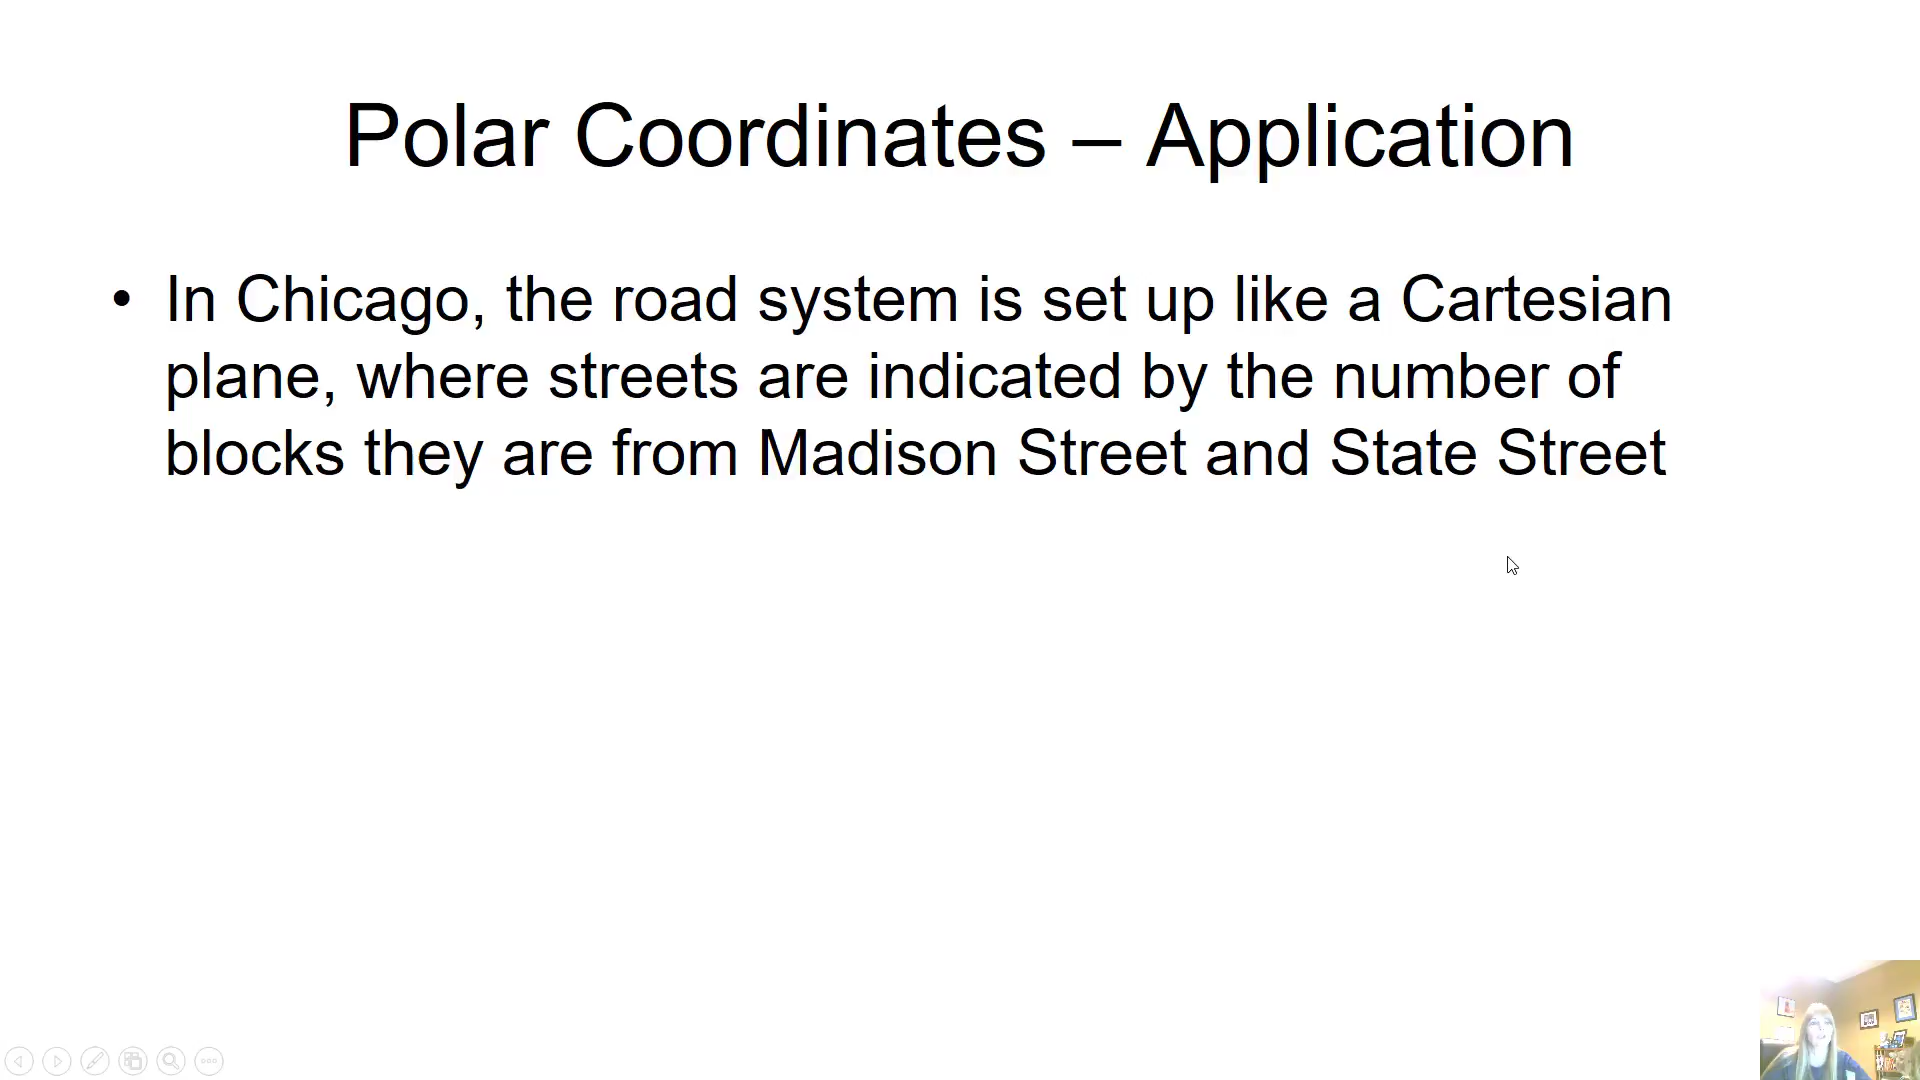 Polar Coordinates – Application
• In Chicago, the road system is set up like a Cartesian
plane, where streets are indicated by the number of
blocks they are from Madison Street and State Street